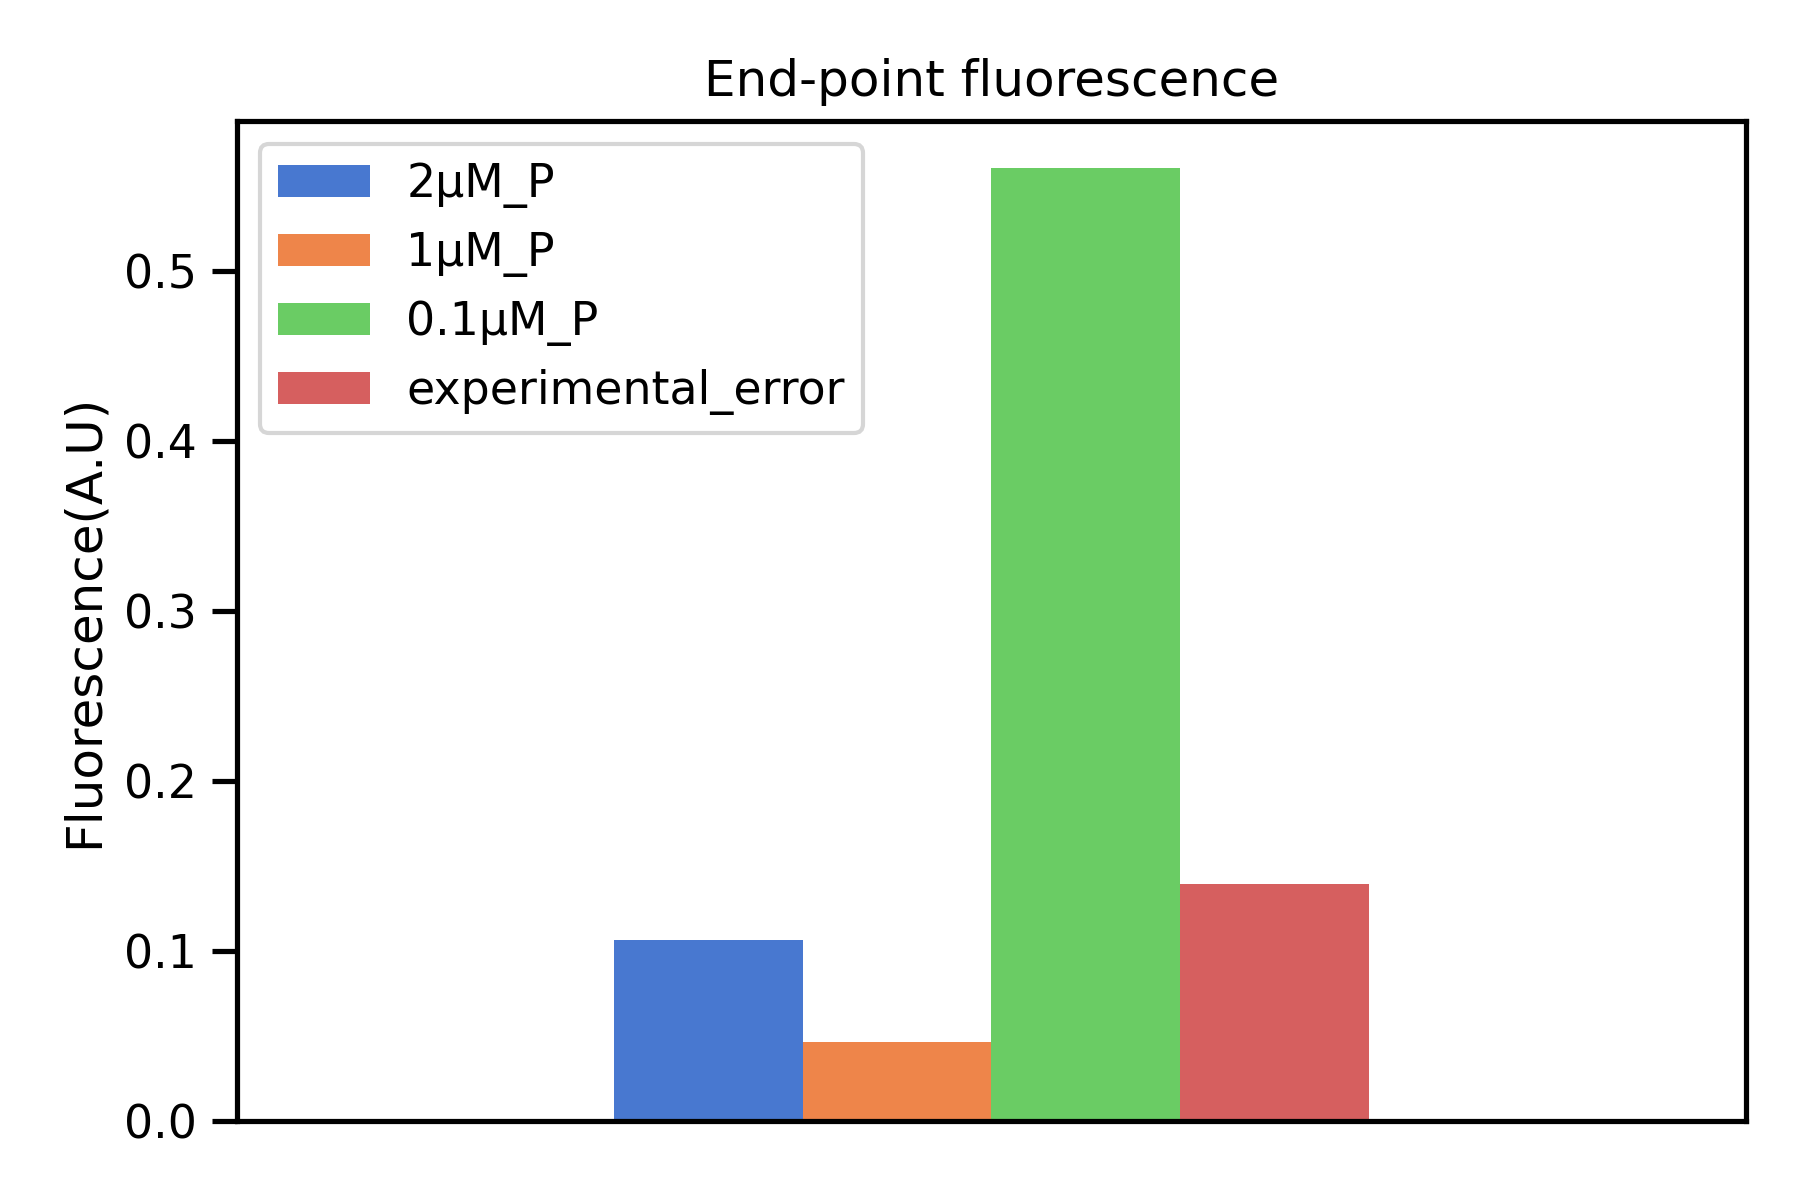 End-point fluorescence
2μM_P
1μM_P
0.1μM_P
experimental_error
Fluorescence(A.U)
0.5
0.4
0.3
0.2
0.1
0.0